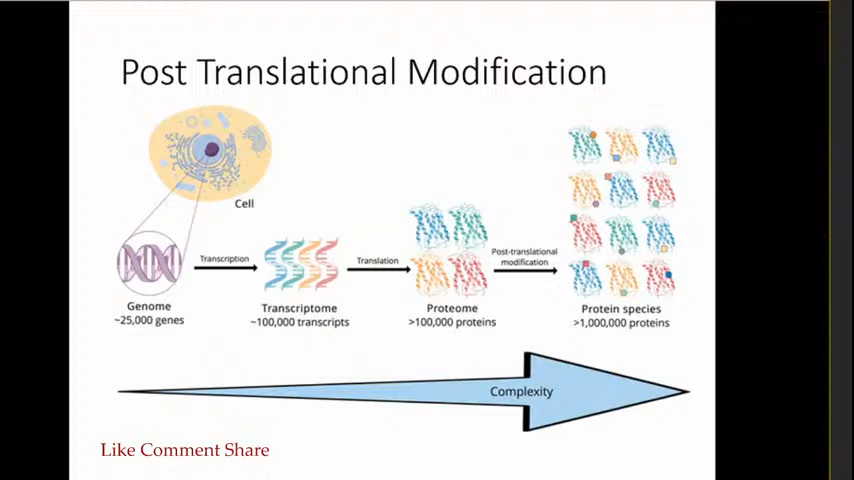 Post Translational Modification
Cell
Transcription
Translation
Post-translational
modification
Genome
~25,000 genes
Transcriptome
~100,000 transcripts
Proteome
>100,000 proteins
Protein species
>1,000,000 proteins
Complexity
Like Comment Share